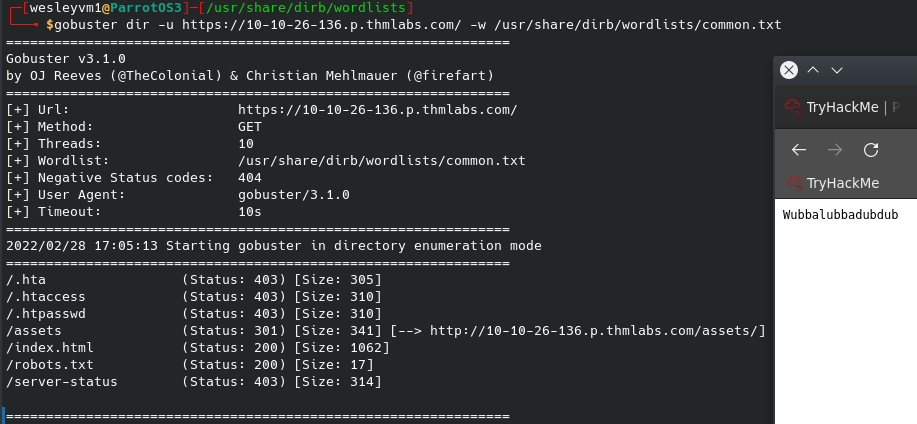 [wesleyvm1@ParrotOS3]─[/usr/share/dirb/wordlists]
$gobuster dir -u https://10-10-26-136.p.thmlabs.com/ -w /usr/share/dirb/wordlists/common.txt
===============================================================
Gobuster v3.1.0
by OJ Reeves (@TheColonial) & Christian Mehlmauer (@firefart)
===============================================================
[+] Url:                     https://10-10-26-136.p.thmlabs.com/
[+] Method:                  GET
[+] Threads:                 10
[+] Wordlist:                /usr/share/dirb/wordlists/common.txt
[+] Negative Status codes:   404
[+] User Agent:              gobuster/3.1.0
[+] Timeout:                 10s
===============================================================
2022/02/28 17:05:13 Starting gobuster in directory enumeration mode
===============================================================
/.hta                 (Status: 403) [Size: 305]
/.htaccess            (Status: 403) [Size: 310]
/.htpasswd            (Status: 403) [Size: 310]
/assets               (Status: 301) [Size: 341] [--> http://10-10-26-136.p.thmlabs.com/assets/]
/index.html           (Status: 200) [Size: 1062]
/robots.txt           (Status: 200) [Size: 17]
/server-status        (Status: 403) [Size: 314]
===============================================================
TryHackMe | P
TryHackMe
Wubbalubbadubdub